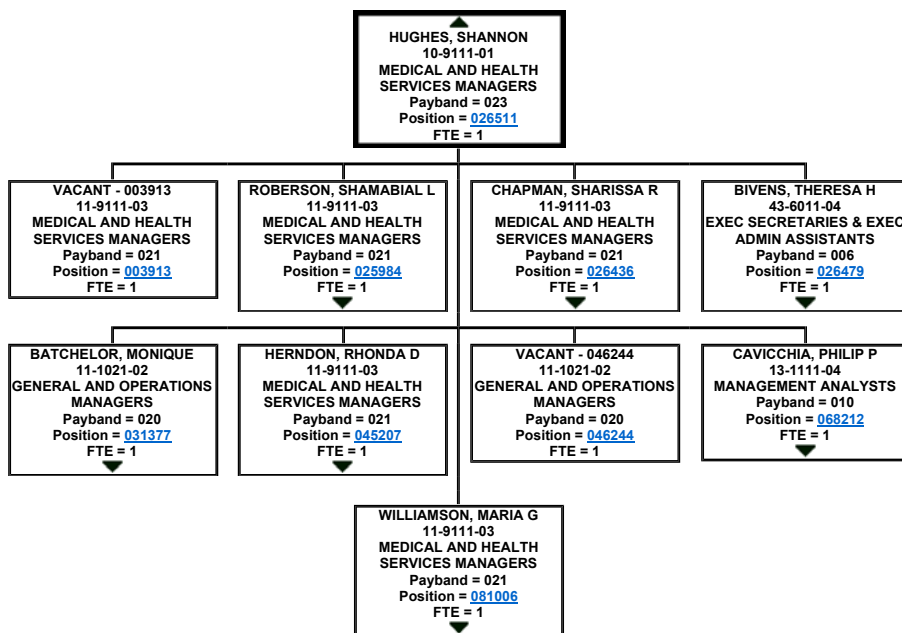 HUGHES, SHANNON
10-9111-01
MEDICAL AND HEALTH
SERVICES MANAGERS
Payband = 023
Position = 026511
FTE = 1
VACANT - 003913
11-9111-03
MEDICAL AND HEALTH
SERVICES MANAGERS
Payband = 021
Position = 003913
FTE = 1
ROBERSON, SHAMABIAL L
11-9111-03
MEDICAL AND HEALTH
SERVICES MANAGERS
Payband = 021
Position = 025984
FTE = 1
CHAPMAN, SHARISSA R
11-9111-03
MEDICAL AND HEALTH
SERVICES MANAGERS
Payband = 021
Position = 026436
FTE = 1
BIVENS, THERESA H
43-6011-04
EXEC SECRETARIES & EXEC
ADMIN ASSISTANTS
Payband = 006
Position = 026479
FTE = 1
BATCHELOR, MONIQUE
11-1021-02
GENERAL AND OPERATIONS
MANAGERS
Payband = 020
Position = 031377
FTE = 1
HERNDON, RHONDA D
11-9111-03
MEDICAL AND HEALTH
SERVICES MANAGERS
Payband = 021
Position = 045207
FTE = 1
VACANT - 046244
11-1021-02
GENERAL AND OPERATIONS
MANAGERS
Payband = 020
Position = 046244
FTE = 1
CAVICCHIA, PHILIP P
13-1111-04
MANAGEMENT ANALYSTS
Payband = 010
Position = 068212
FTE = 1
WILLIAMSON, MARIA G
11-9111-03
MEDICAL AND HEALTH
SERVICES MANAGERS
Payband = 021
Position = 081006
FTE = 1